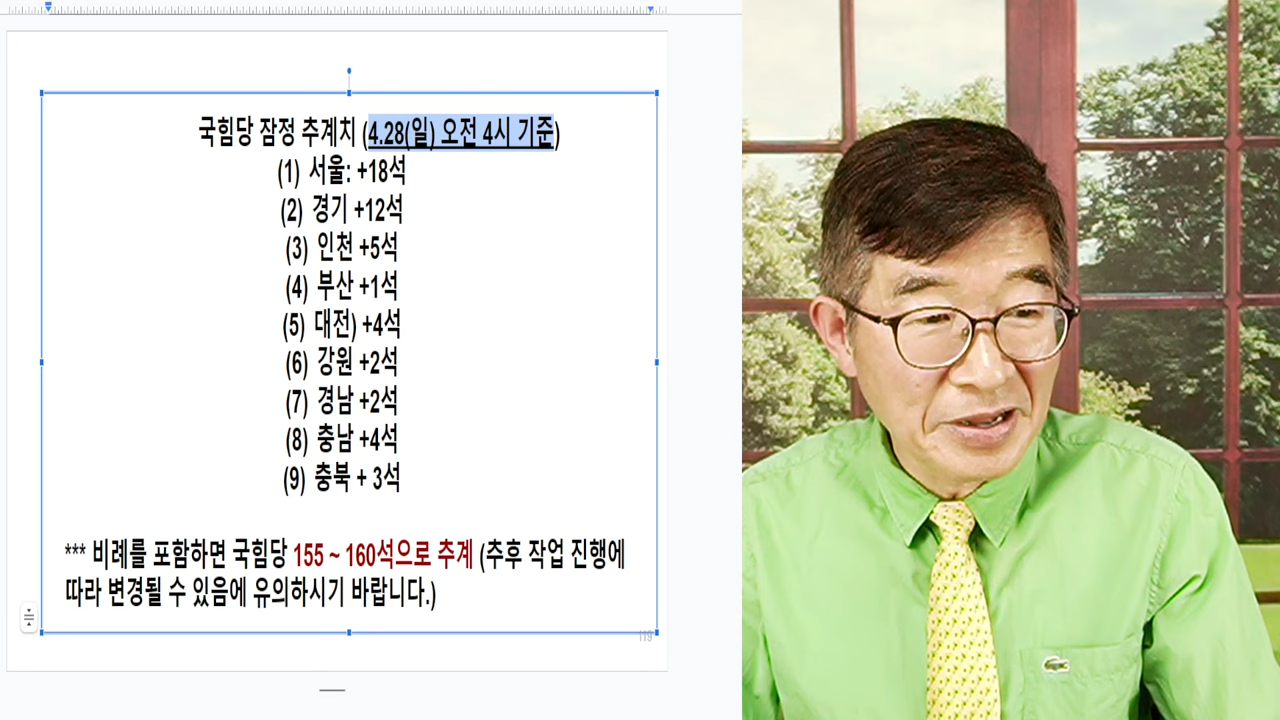 국힘당 잠정 추계치 (4.28(일) 오전 4시 기준)
(1) 서울: +18석
(2) 경기 +12석
(3) 인천 +5석
(4) 부산 +1석
(5) 대전) +4석
(6) 강원 +2석
(7) 경남 +2석
(8) 충남 +4석
(9) 충북 + 3석
*** 비례를 포함하면 국힘당 155 ~ 160석으로 추계 (추후 작업 진행에
따라 변경될 수 있음에 유의하시기 바랍니다.)
119